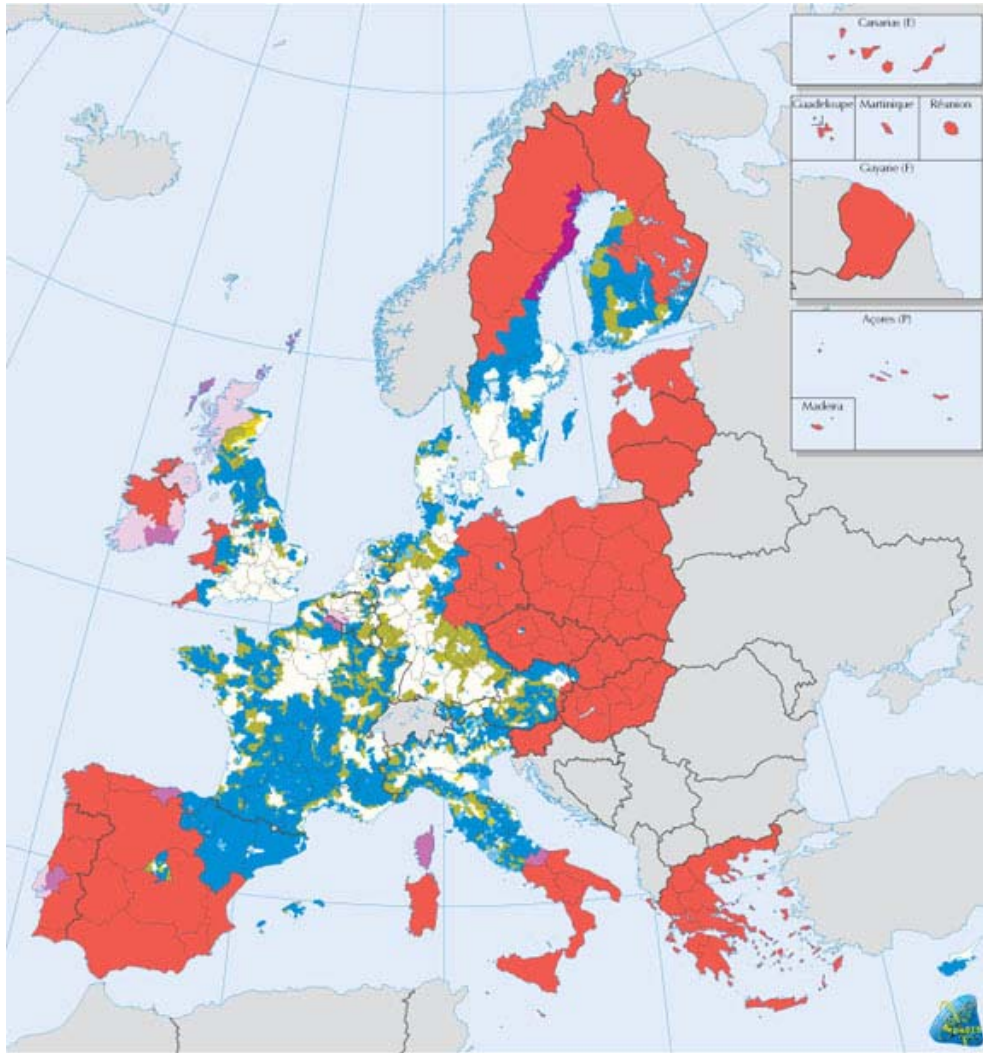 Canarias (E)
Guadeloupe
Martinique
Réunion
Guyane (F)
Açores (P)
Madeira